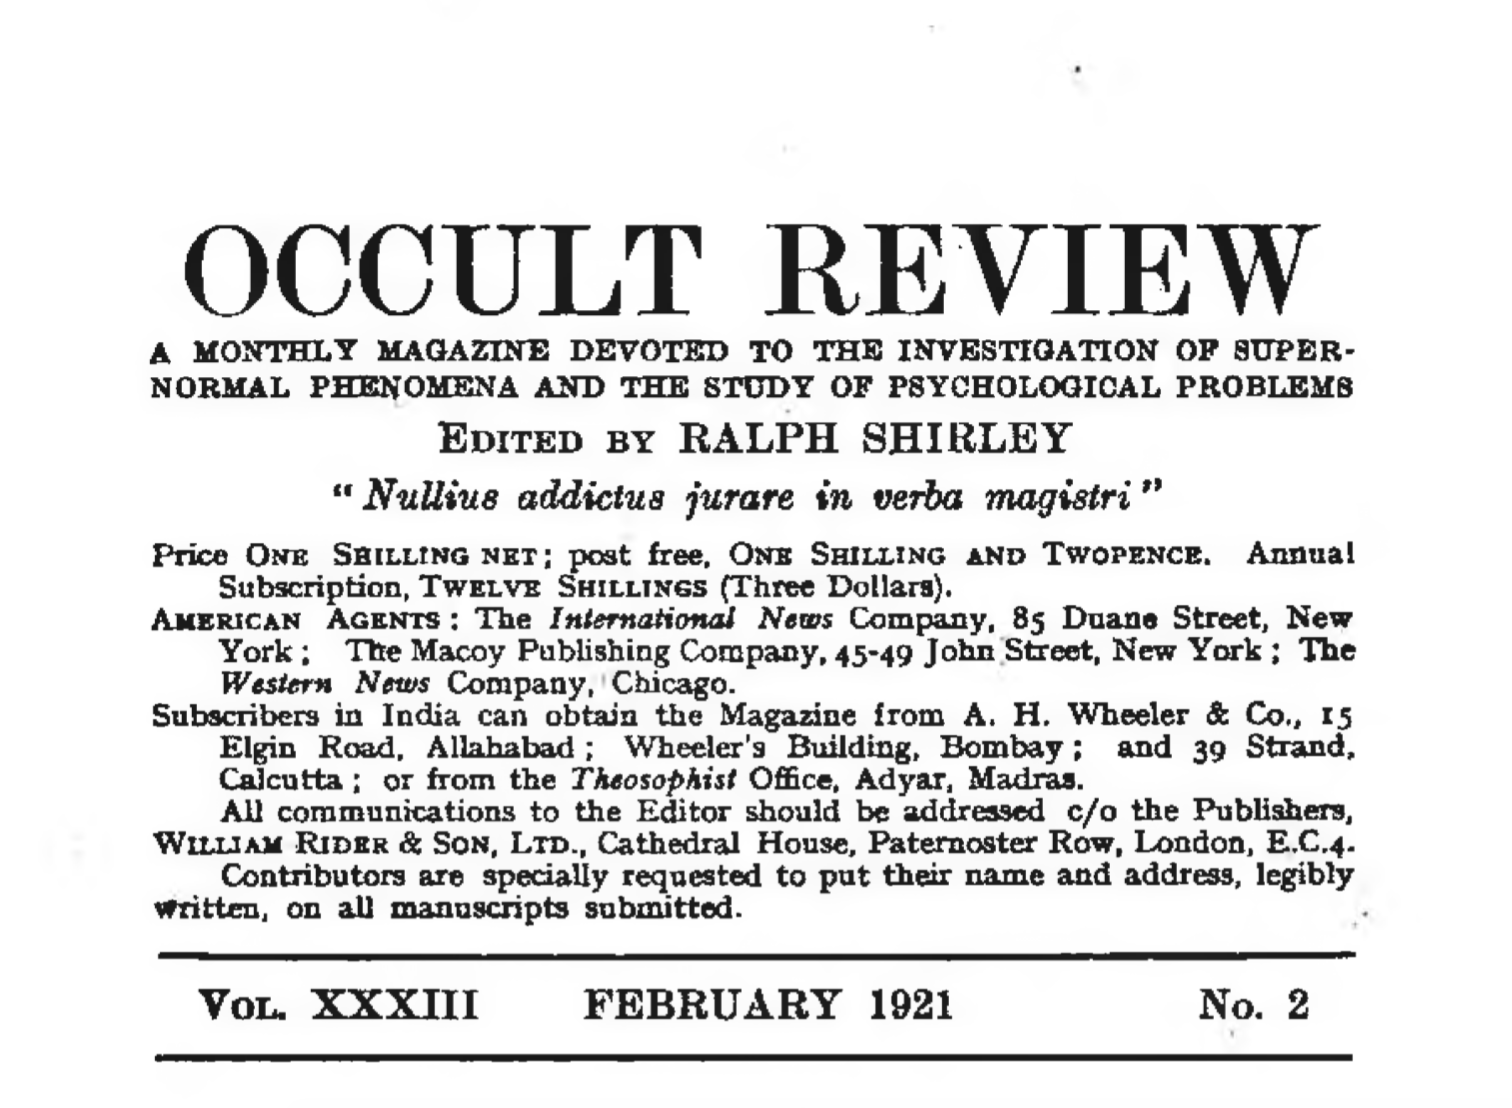 OCCULT REVIEW
A MONTHLY MAGAZINE DEVOTED TO THE INVESTIGATION OF SUPER-
NORMAL PHENOMENA AND THE STUDY OF PSYCHOLOGICAL PROBLEMS
EDITED BY RALPH SHIRLEY
"Nullius addictus jurare in verba magistri"
Price ONE SHILLING NET; post free, ONE SHILLING AND TWOPENCE. Annual
Subscription, TWELVE SHILLINGS (Three Dollars).
AMERICAN AGENTS: The International News Company, 85 Duane Street, New
York; The Macoy Publishing Company, 45-49 John Street, New York; The
Western News Company, Chicago.
Subscribers in India can obtain the Magazine from A. H. Wheeler & Co., 15
Elgin Road, Allahabad; Wheeler's Building, Bombay; and 39 Strand,
Calcutta; or from the Theosophist Office, Adyar, Madras.
All communications to the Editor should be addressed c/o the Publishers,
WILLIAM RIDER & SON, LTD., Cathedral House, Paternoster Row, London, E.C.4.
Contributors are specially requested to put their name and address, legibly
written, on all manuscripts submitted.
VOL. XXXIII FEBRUARY 1921 No. 2